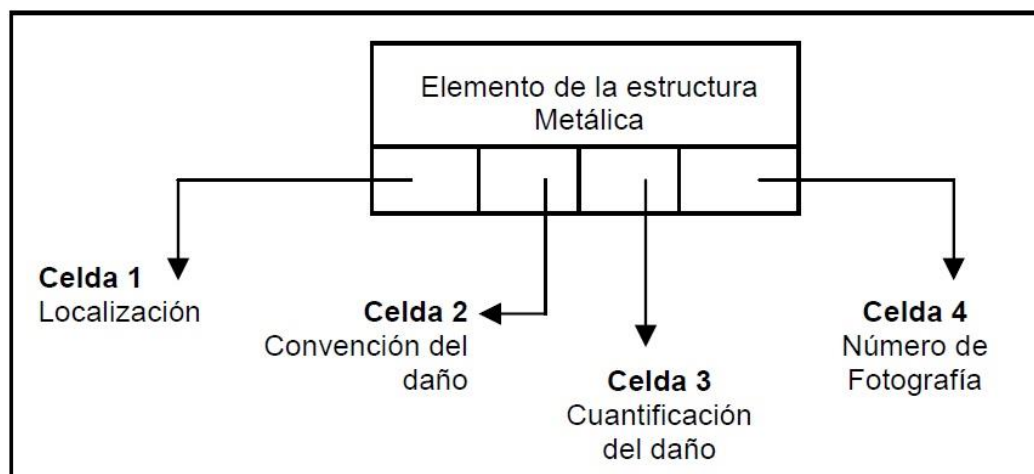 Elemento de la estructura
Metálica
Celda 1
Localización
Celda 2
Convención del
daño
Celda 3
Cuantificación
del daño
Celda 4
Número de
Fotografía